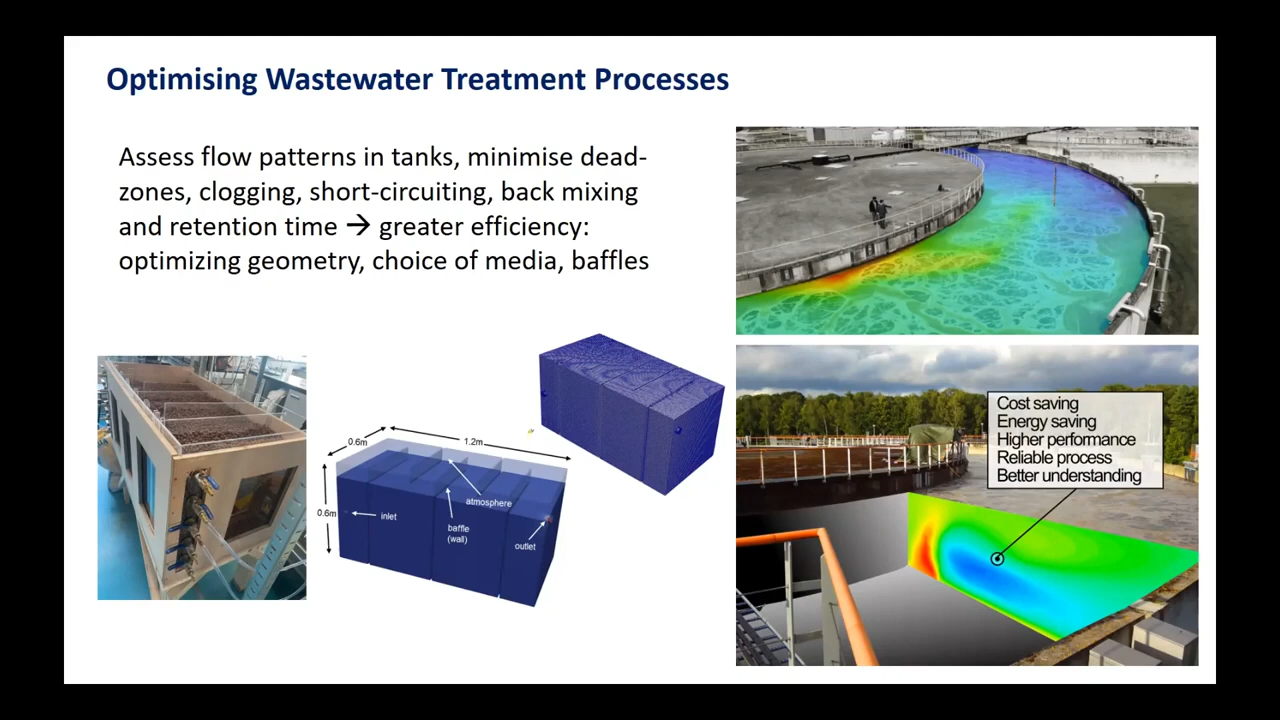 Optimising Wastewater Treatment Processes
Assess flow patterns in tanks, minimise dead-
zones, clogging, short-circuiting, back mixing
and retention time → greater efficiency:
optimizing geometry, choice of media, baffles
0.6m
1.2m
0.6m
inlet
atmosphere
baffle
(wall)
outlet
Cost saving
Energy saving
Higher performance
Reliable process
Better understanding